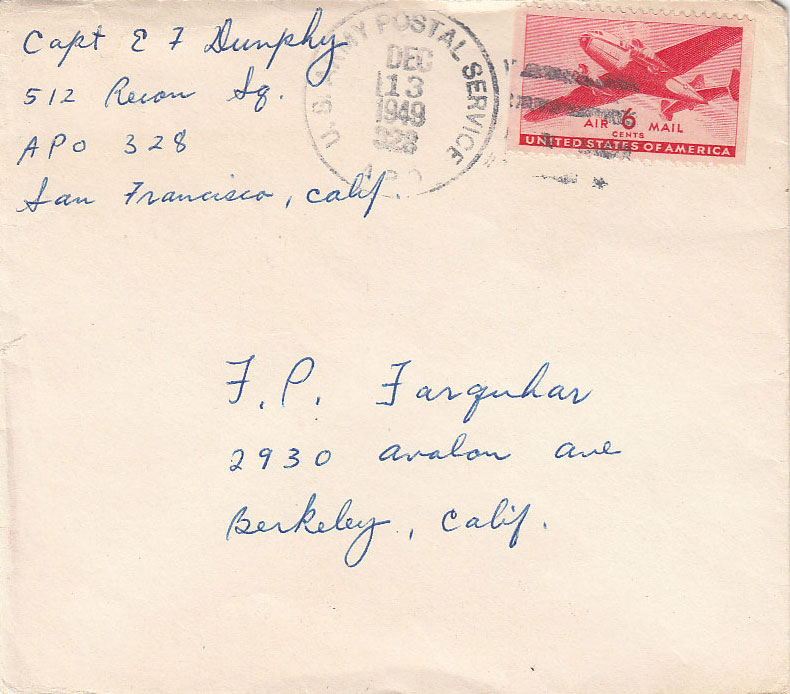 Capt E F Dunphy
512 Recon Sq.
APO 328
San Francisco, Calif.
U.S. ARMY POSTAL SERVICE
DEC
13
1949
328
A.P.O.
AIR 6 MAIL
CENTS
UNITED STATES OF AMERICA
F. P. Farquhar
2930 Avalon Ave
Berkeley, Calif.